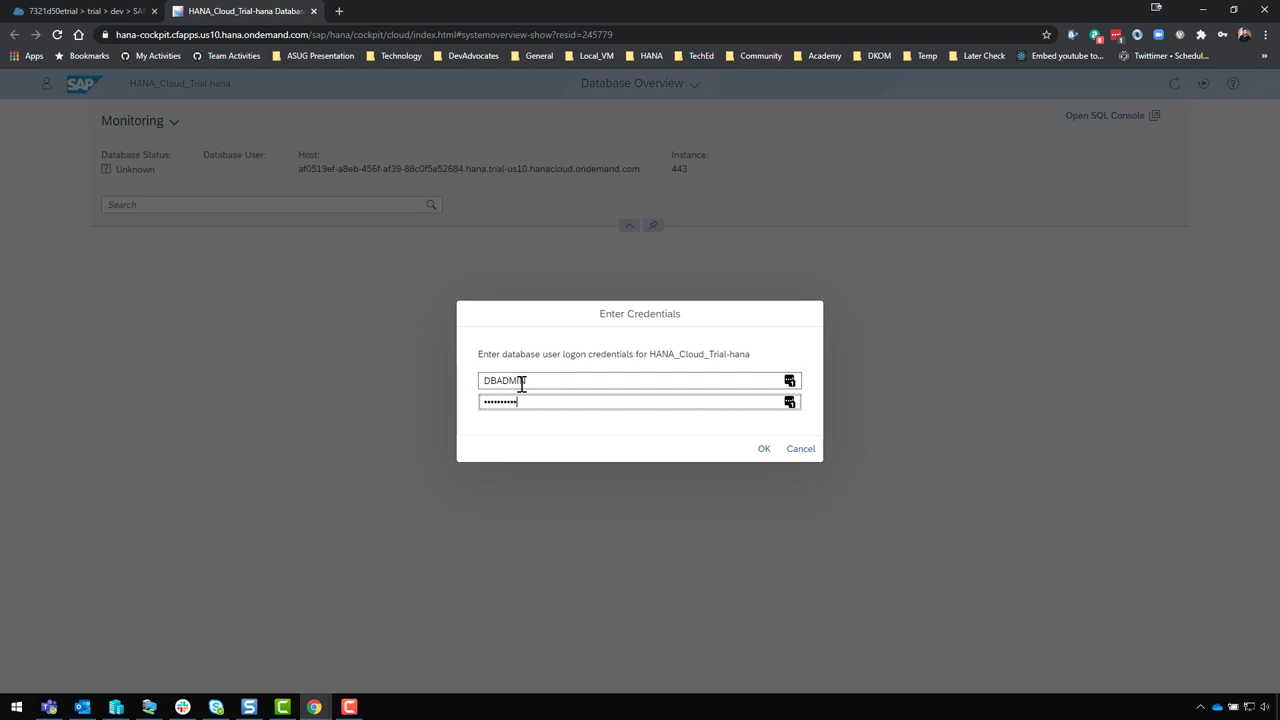 7321d50etrial > trial > dev > SAP
HANA_Cloud_Trial-hana Databas
hana-cockpit.cfapps.us10.hana.ondemand.com/sap/hana/cockpit/cloud/index.html#systemoverview-show?resid=245779
Apps
Bookmarks
My Activities
Action Items
ASUG Presentation
Technology
DevAdvocates
General
Local_VM
HANA
TechEd
Community
Academy
DKOM
Temp
Later Check
Embed youtube to...
Twittimer • Schedul...
SAP
HANA_Cloud_Trial-hana
Database Overview
Monitoring
Open SQL Console
Database Status:
Database User:
Host:
Instance:
Unknown
af0519ef-a8eb-456f-af39-88c0f5a52684.hana.trial-us10.hanacloud.ondemand.com
443
Search
Enter Credentials
Enter database user logon credentials for HANA_Cloud_Trial-hana
DBADMIN
••••••••••
OK
Cancel